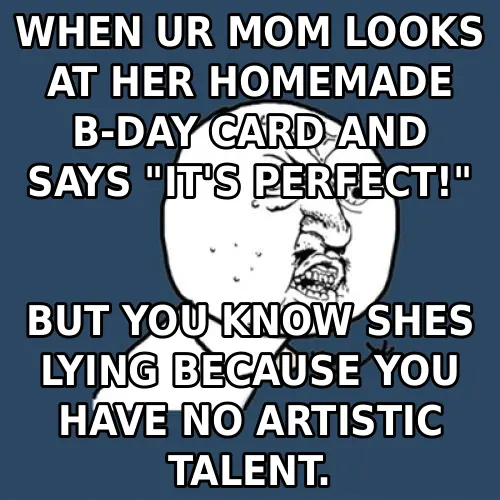 WHEN UR MOM LOOKS
AT HER HOMEMADE
B-DAY CARD AND
SAYS "IT'S PERFECT!"
BUT YOU KNOW SHES
LYING BECAUSE YOU
HAVE NO ARTISTIC
TALENT.